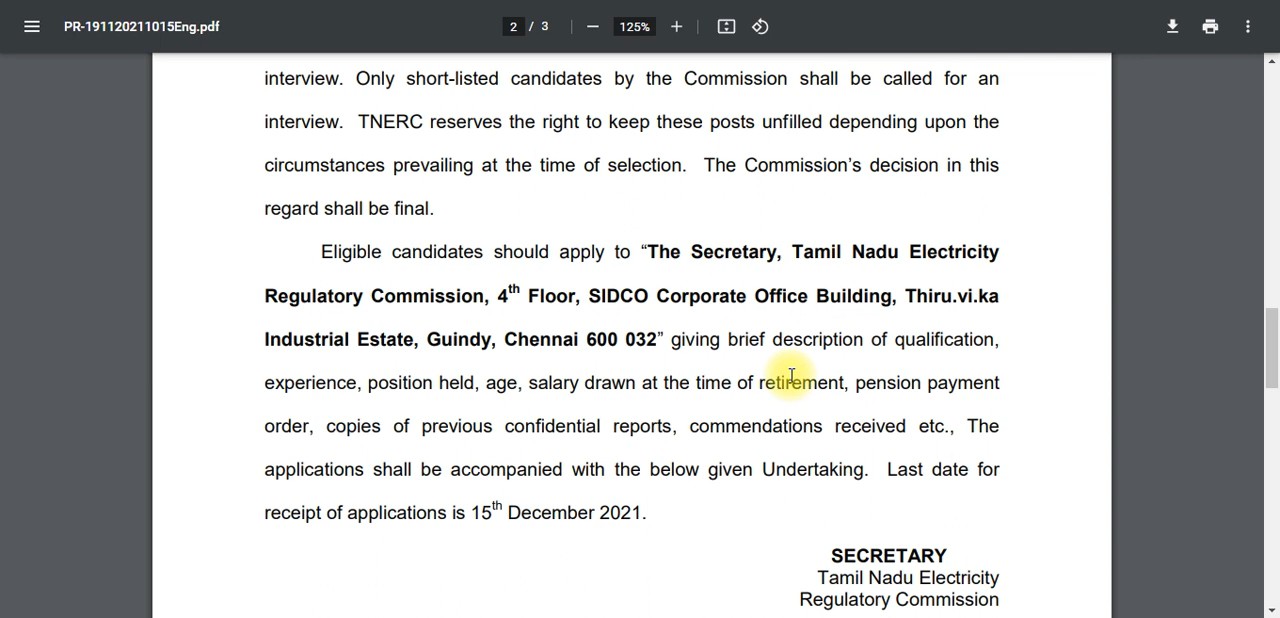 PR-191120211015Eng.pdf
2 / 3
125%
interview. Only short-listed candidates by the Commission shall be called for an
interview. TNERC reserves the right to keep these posts unfilled depending upon the
circumstances prevailing at the time of selection. The Commission’s decision in this
regard shall be final.
Eligible candidates should apply to “The Secretary, Tamil Nadu Electricity
Regulatory Commission, 4th Floor, SIDCO Corporate Office Building, Thiru.vi.ka
Industrial Estate, Guindy, Chennai 600 032” giving brief description of qualification,
experience, position held, age, salary drawn at the time of retirement, pension payment
order, copies of previous confidential reports, commendations received etc., The
applications shall be accompanied with the below given Undertaking. Last date for
receipt of applications is 15th December 2021.
SECRETARY
Tamil Nadu Electricity
Regulatory Commission